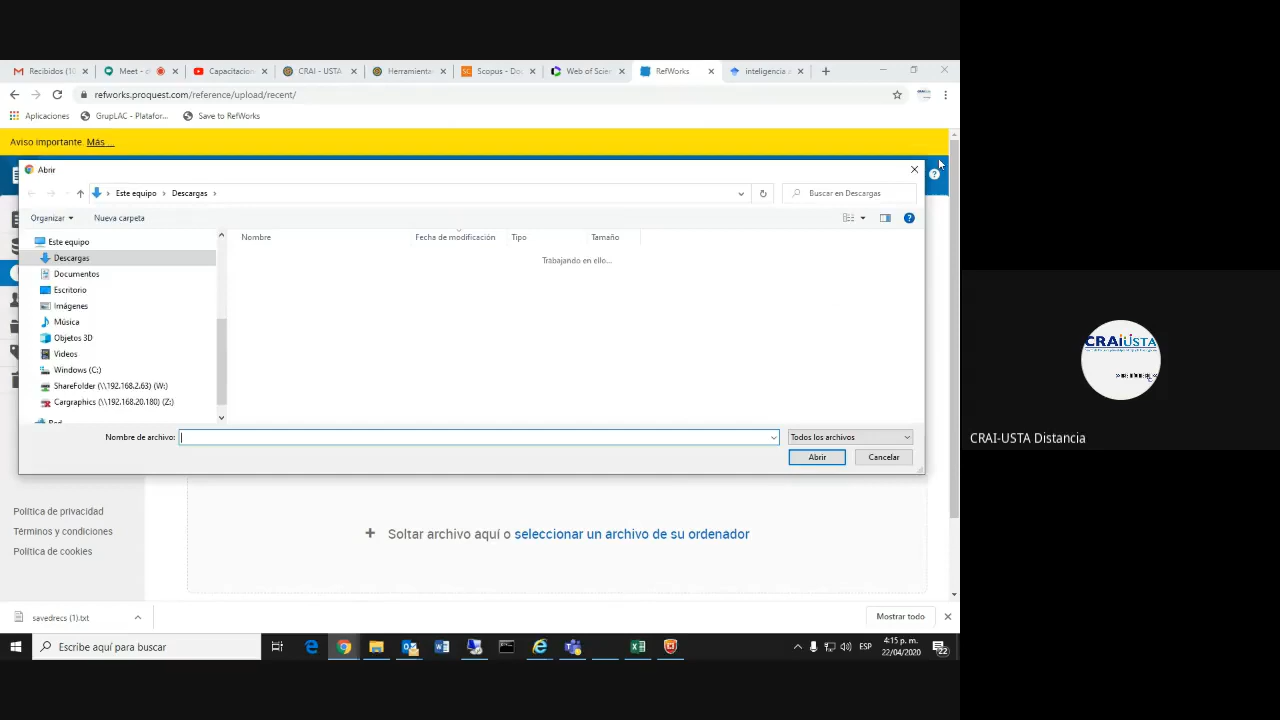 Recibidos (10
Meet - c
Capacitacion
CRAI - USTA
Herramienta
Scopus - Do
Web of Scien
RefWorks
inteligencia a
refworks.proquest.com/reference/upload/recent/
Aplicaciones
GrupLAC - Platafor...
Save to RefWorks
Aviso importante. Más ...
Abrir
Este equipo
Descargas
Buscar en Descargas
Organizar
Nueva carpeta
Este equipo
Descargas
Documentos
Escritorio
Imágenes
Música
Objetos 3D
Videos
Windows (C:)
ShareFolder (\\192.168.2.63) (W:)
Cargraphics (\\192.168.20.180) (Z:)
Nombre
Fecha de modificación
Tipo
Tamaño
Trabajando en ello...
Nombre de archivo:
Todos los archivos
Abrir
Cancelar
Política de privacidad
Términos y condiciones
Política de cookies
+ Soltar archivo aquí o seleccionar un archivo de su ordenador
savedrecs (1).txt
Mostrar todo
Escribe aquí para buscar
ESP
4:15 p. m.
22/04/2020
22
CRAIUSTA
CRAI-USTA Distancia